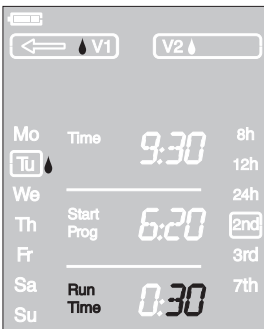 V1 V2
Mo Time 9:30 8h
Tu 12h
We 24h
Th Start Prog 6:20 2nd
Fr 3rd
Sa Run Time 0:30 7th
Su